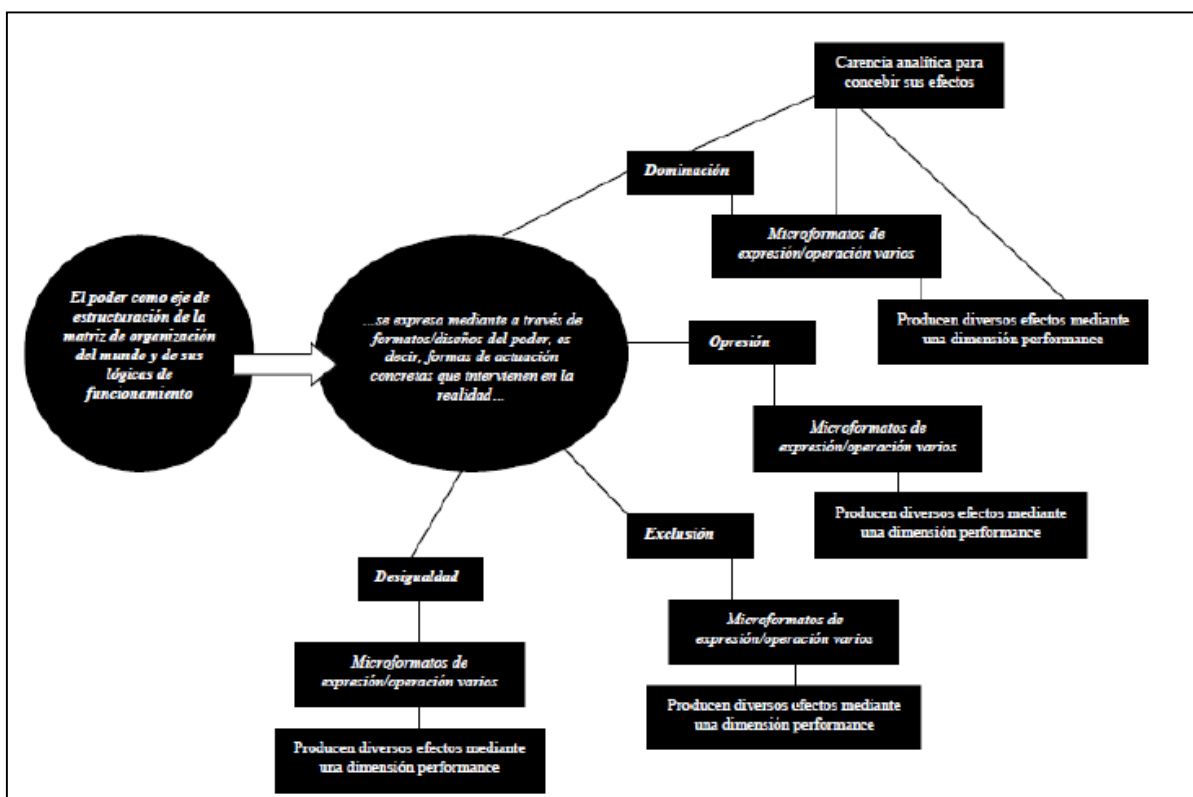 Carencia analítica para
concebir sus efectos
Dominación
Microformatos de
expresión/operación varios
Producen diversos efectos mediante
una dimensión performance
El poder como eje de
estructuración de la
matriz de organización
del mundo y de sus
lógicas de
funcionamiento
...se expresa mediante a través de
formatos/diseños del poder, es
decir, formas de actuación
concretas que intervienen en la
realidad...
Opresión
Microformatos de
expresión/operación varios
Producen diversos efectos mediante
una dimensión performance
Exclusión
Microformatos de
expresión/operación varios
Producen diversos efectos mediante
una dimensión performance
Desigualdad
Microformatos de
expresión/operación varios
Producen diversos efectos mediante
una dimensión performance